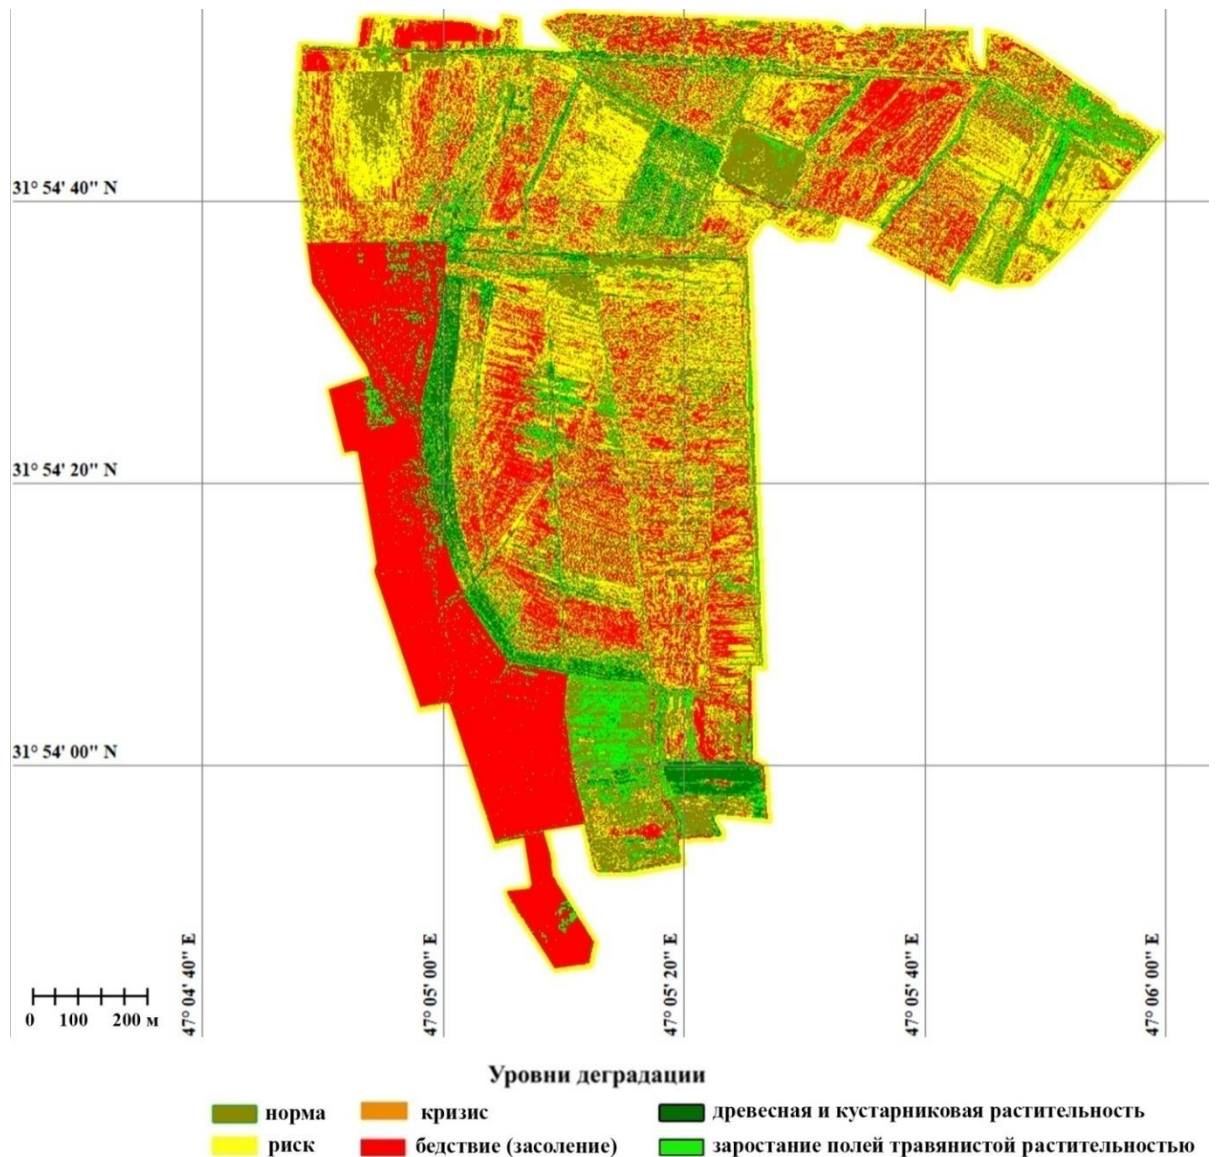 31° 54' 40" N
31° 54' 20" N
31° 54' 00" N
47° 04' 40" E
47° 05' 00" E
47° 05' 20" E
47° 05' 40" E
47° 06' 00" E
0 100 200 м
Уровни деградации
норма
кризис
древесная и кустарниковая растительность
риск
бедствие (засоление)
заростание полей травянистой растительностью